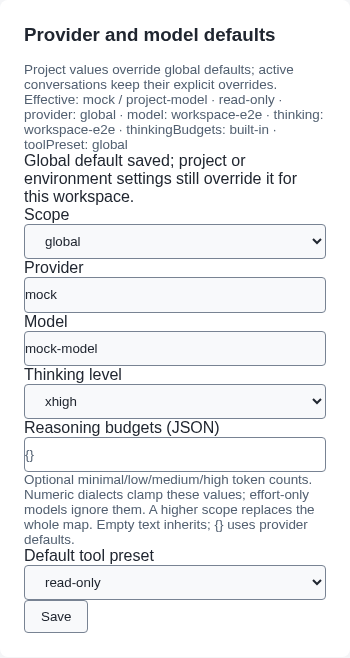 Provider and model defaults
Project values override global defaults; active
conversations keep their explicit overrides.
Effective: mock / project-model · read-only ·
provider: global · model: workspace-e2e · thinking:
workspace-e2e · thinkingBudgets: built-in ·
toolPreset: global
Global default saved; project or
environment settings still override it for
this workspace.
Scope
global
Provider
mock
Model
mock-model
Thinking level
xhigh
Reasoning budgets (JSON)
{}
Optional minimal/low/medium/high token counts.
Numeric dialects clamp these values; effort-only
models ignore them. A higher scope replaces the
whole map. Empty text inherits; {} uses provider
defaults.
Default tool preset
read-only
Save